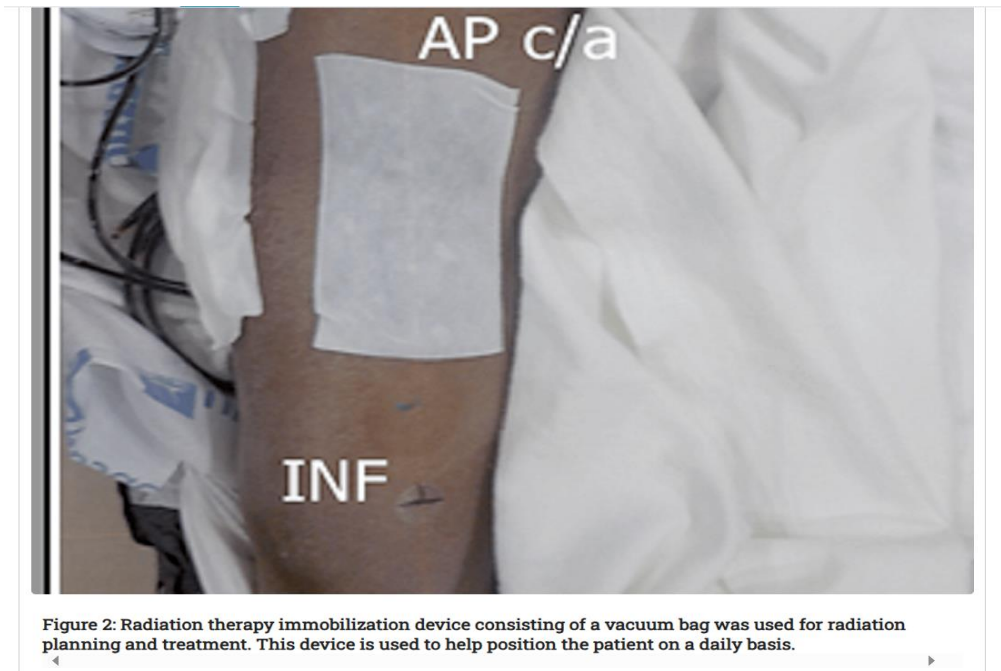 AP c/a
INF
Figure 2: Radiation therapy immobilization device consisting of a vacuum bag was used for radiation
planning and treatment. This device is used to help position the patient on a daily basis.